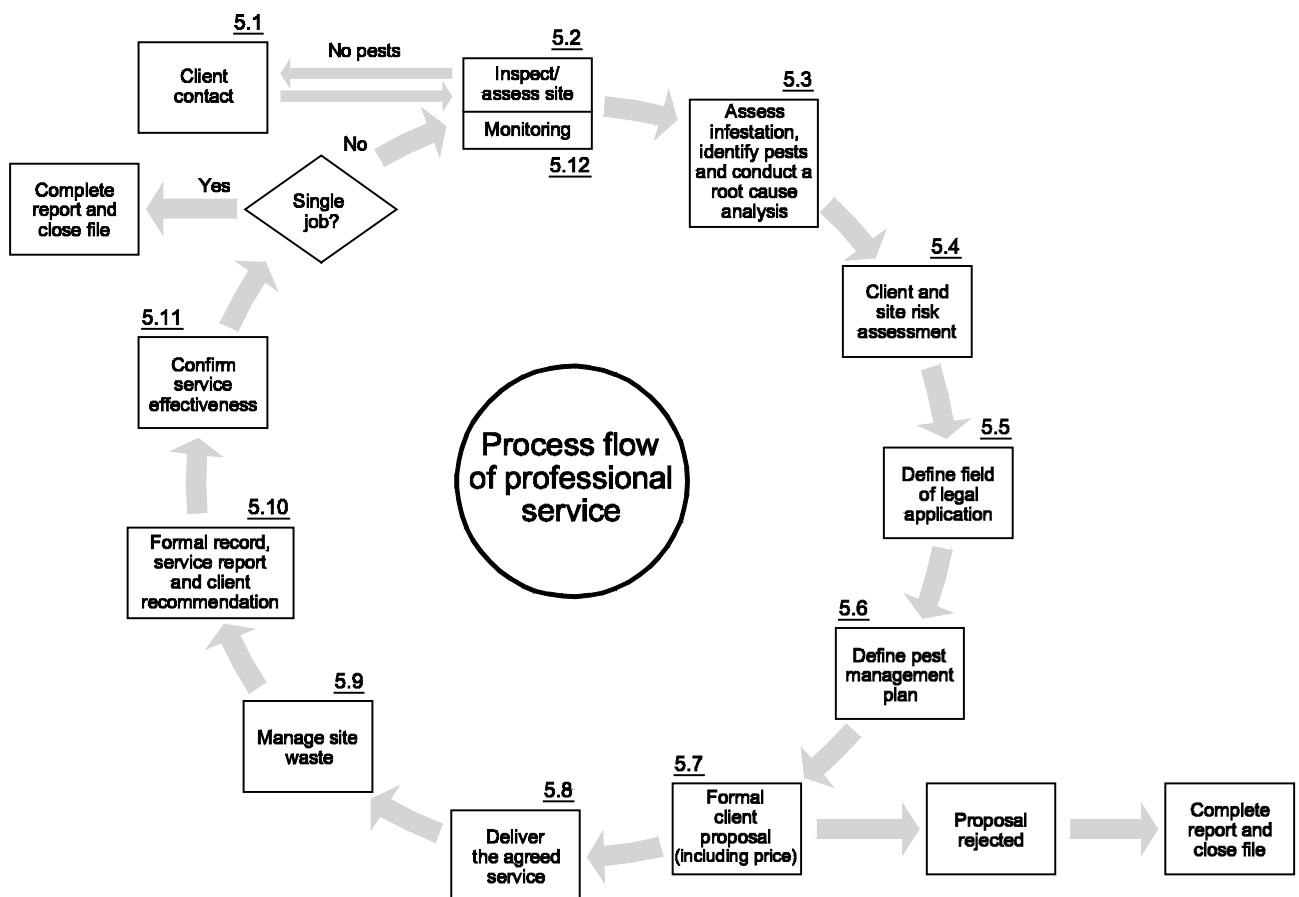 5.1
Client
contact
No pests
5.2
Inspect/
assess site
Monitoring
5.12
5.3
Assess
infestation,
identify pests
and conduct a
root cause
analysis
5.4
Client and
site risk
assessment
5.5
Define field
of legal
application
5.6
Define pest
management
plan
5.7
Formal
client
proposal
(including price)
Proposal
rejected
Complete
report and
close file
5.8
Deliver
the agreed
service
5.9
Manage site
waste
5.10
Formal record,
service report
and client
recommendation
5.11
Confirm
service
effectiveness
Single
job?
No
Yes
Complete
report and
close file
Process flow
of professional
service